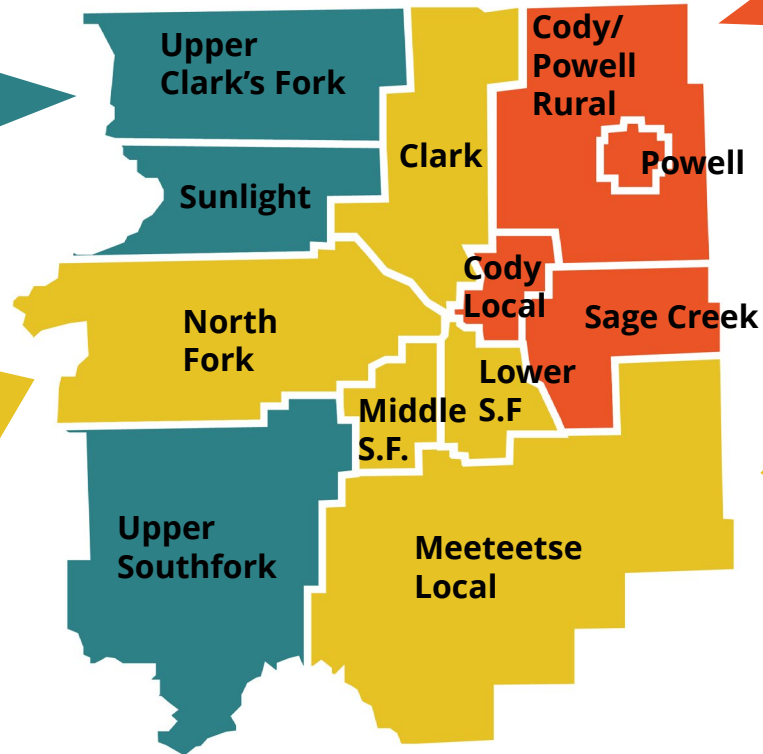 Upper
Clark's Fork
Cody/
Powell
Rural
Clark
Powell
Sunlight
Cody
Local
North
Fork
Sage Creek
Lower
S.F
Middle
S.F.
Upper
Southfork
Meeteetse
Local